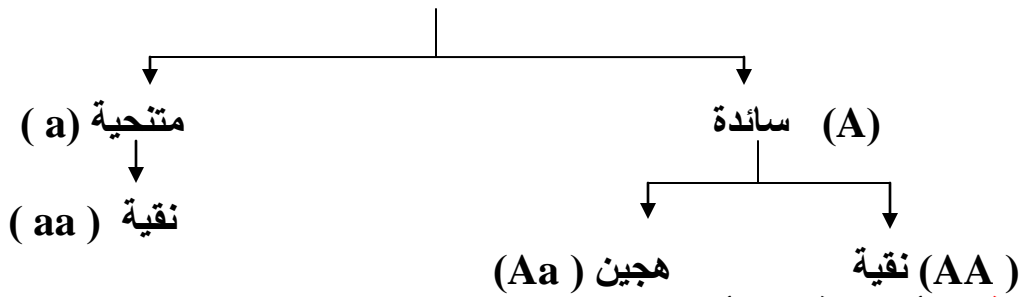 سائدة (A)
متنحية (a )
نقية ( aa )
نقية (AA )
هجين (Aa )